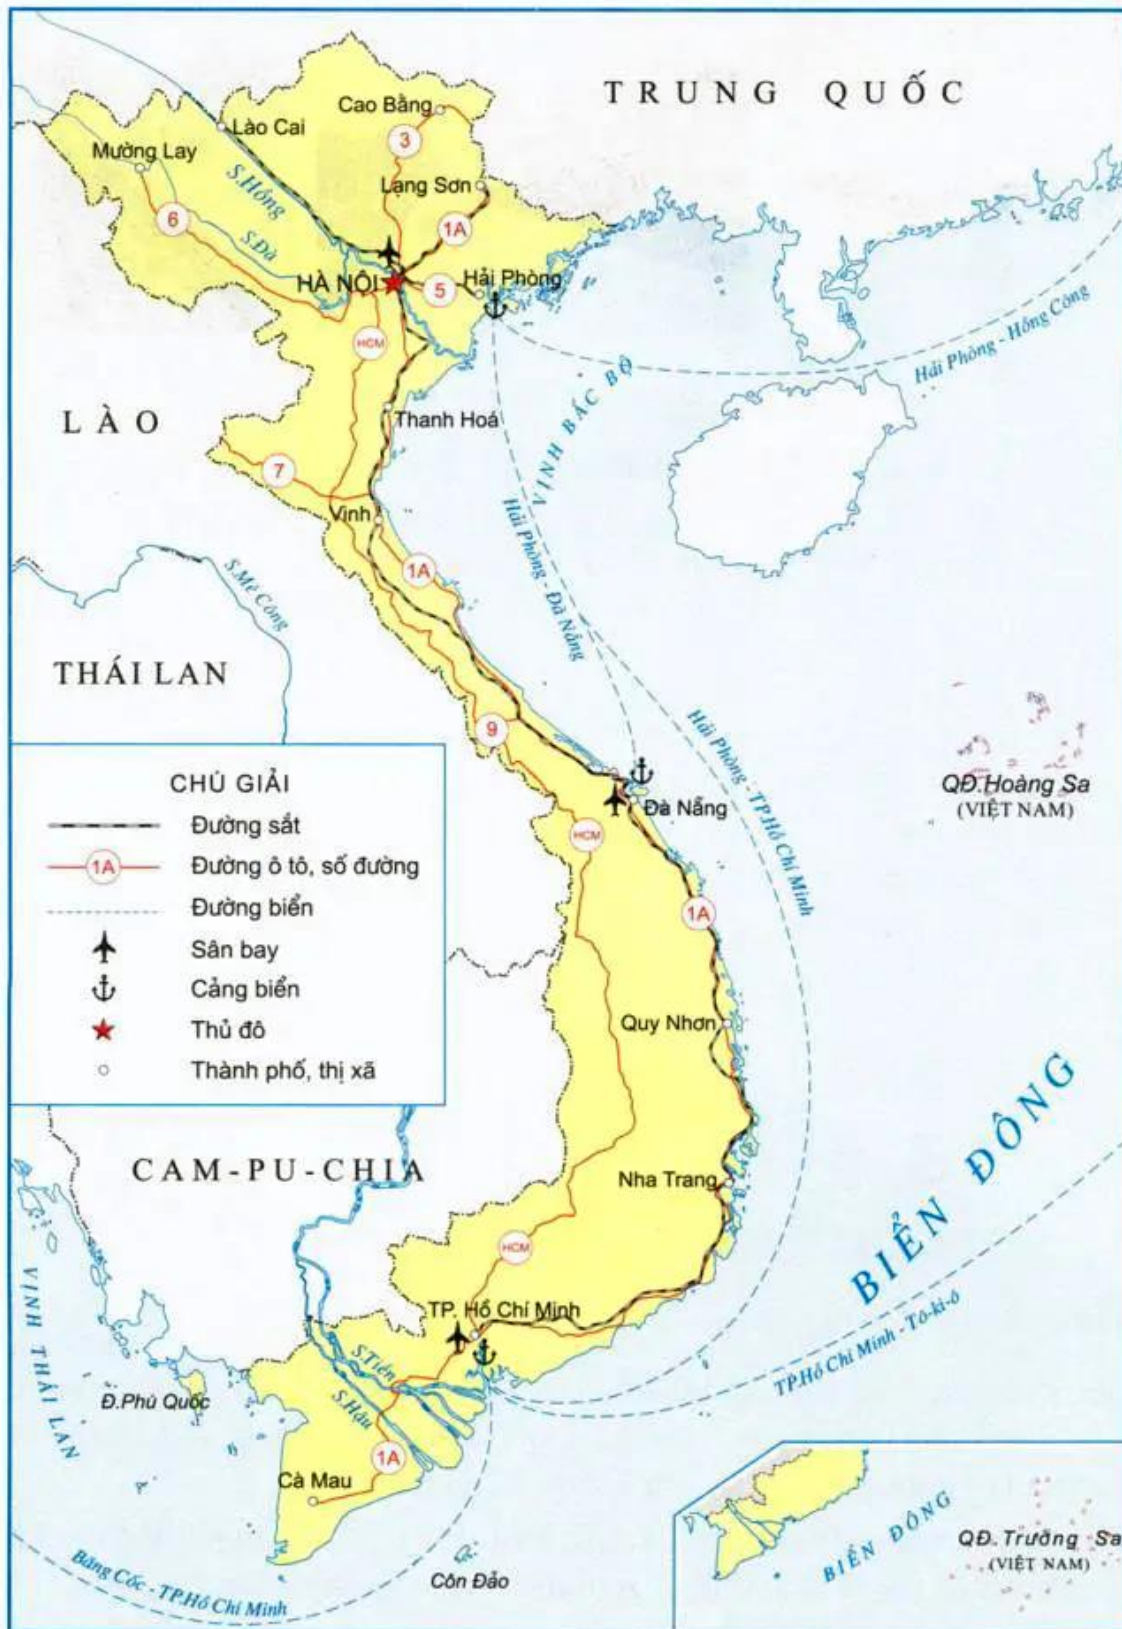 TRUNG QUỐC
Cao Bằng
3
Lào Cai
Mường Lay
Lạng Sơn
S.Hồng
6
1A
S.Đà
HÀ NỘI
Hải Phòng
5
HCM
Hải Phòng - Hồng Công
VỊNH BẮC BỘ
LÀO
Thanh Hoá
7
Vinh
Hải Phòng - Đà Nẵng
1A
S.Mê Công
THÁI LAN
9
Hải Phòng - TP.Hồ Chí Minh
QĐ.Hoàng Sa
(VIỆT NAM)
Đà Nẵng
HCM
1A
CHÚ GIẢI
Đường sắt
1A
Đường ô tô, số đường
Đường biển
Sân bay
Cảng biển
Thủ đô
Thành phố, thị xã
Quy Nhơn
BIỂN ĐÔNG
CAM-PU-CHIA
Nha Trang
HCM
TP. Hồ Chí Minh
VỊNH THÁI LAN
S.Tiền
S.Hậu
TP.Hồ Chí Minh - Tô-ki-ô
Đ.Phú Quốc
1A
Cà Mau
Côn Đảo
Băng Cốc - TP.Hồ Chí Minh
BIỂN ĐÔNG
QĐ.Trường Sa
(VIỆT NAM)